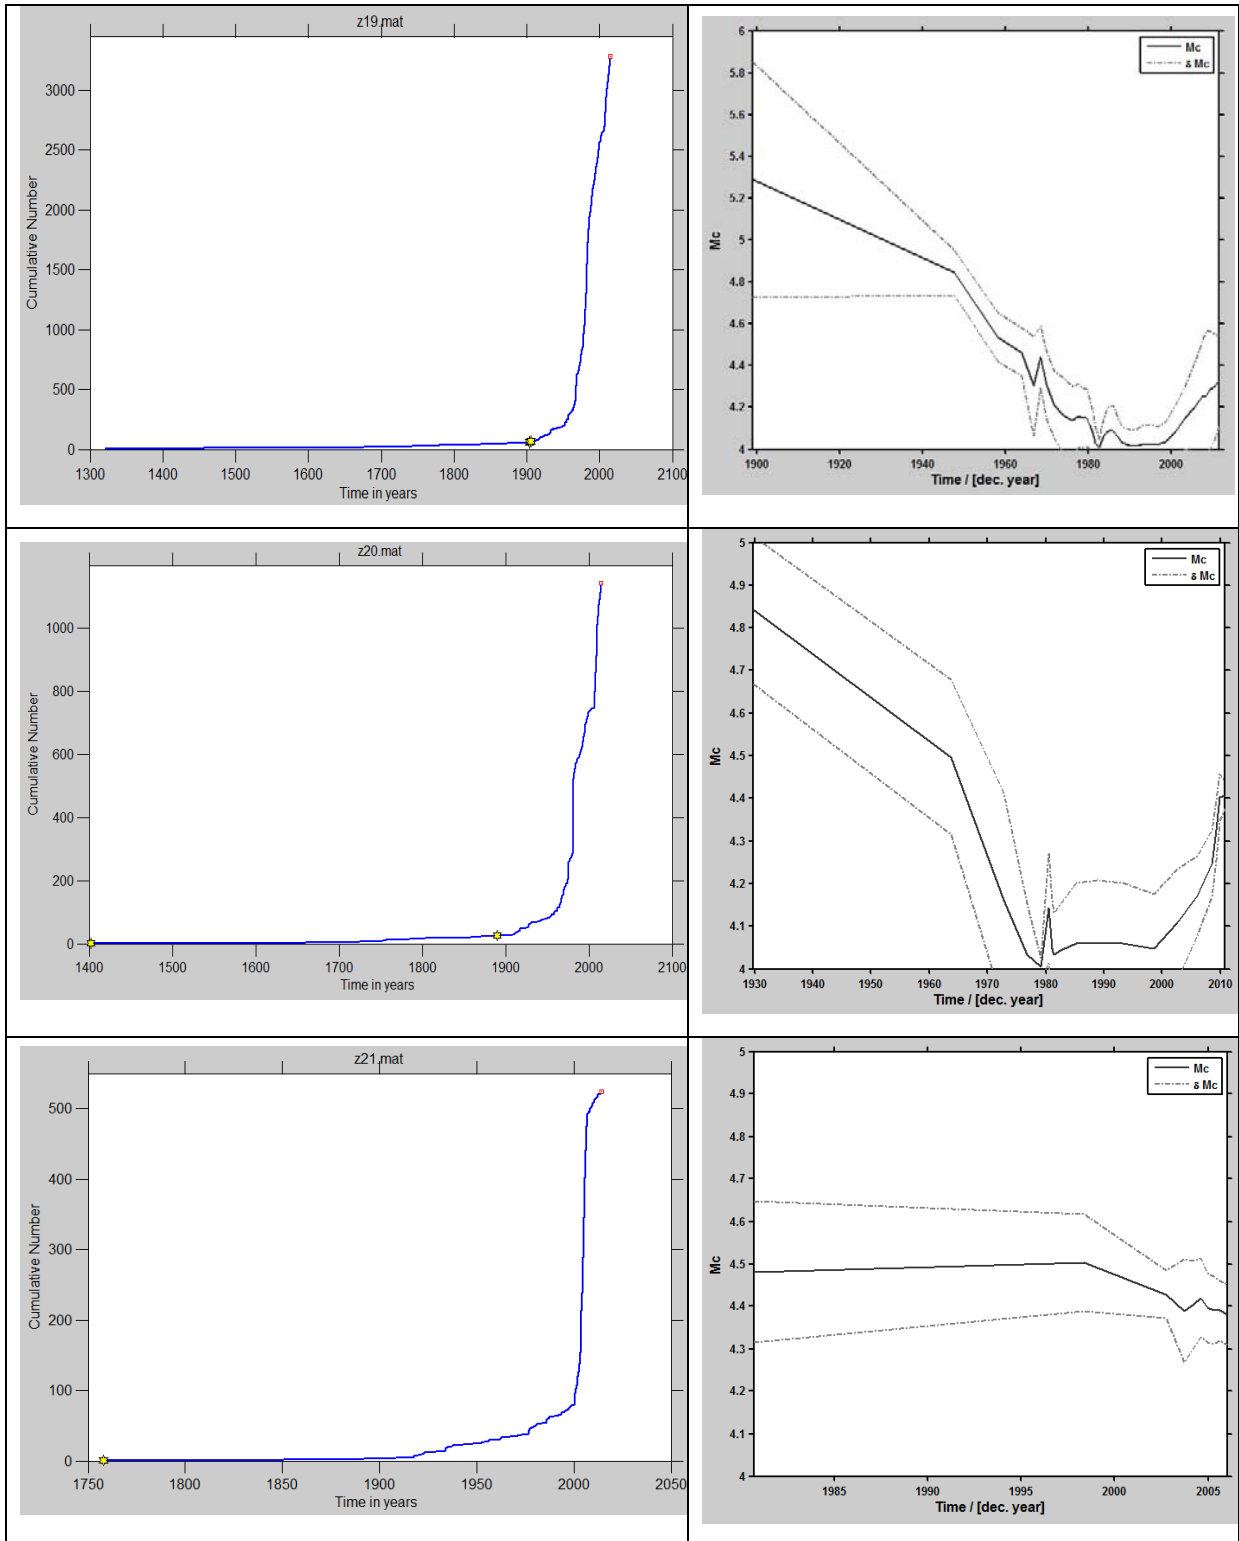 z19.mat
3000
2500
2000
1500
1000
500
0
Cumulative Number
1300 1400 1500 1600 1700 1800 1900 2000 2100
Time in years
6
5.8
5.6
5.4
5.2
5
4.8
4.6
4.4
4.2
4
Mc
Mc
δ Mc
1900 1920 1940 1960 1980 2000
Time / [dec. year]
z20.mat
1000
800
600
400
200
0
Cumulative Number
1400 1500 1600 1700 1800 1900 2000 2100
Time in years
5
4.9
4.8
4.7
4.6
4.5
4.4
4.3
4.2
4.1
4
Mc
Mc
δ Mc
1930 1940 1950 1960 1970 1980 1990 2000 2010
Time / [dec. year]
z21.mat
500
400
300
200
100
0
Cumulative Number
1750 1800 1850 1900 1950 2000 2050
Time in years
5
4.9
4.8
4.7
4.6
4.5
4.4
4.3
4.2
4.1
4
Mc
Mc
δ Mc
1985 1990 1995 2000 2005
Time / [dec. year]